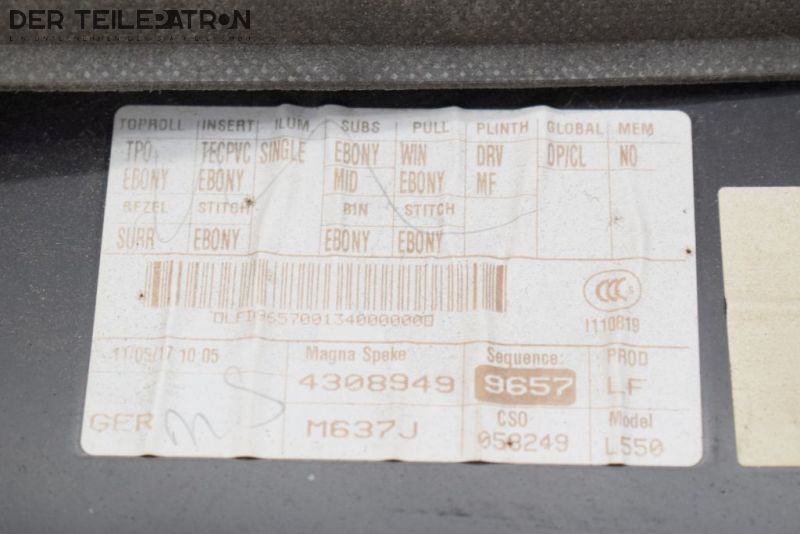 DER TEILEPATRON
TOPROLL INSERT ILUM SUBS PULL PLINTH GLOBAL MEM
TPO TECPVC SINGLE EBONY WIN DRV OP/CL NO
EBONY EBONY MID EBONY MF
BEZEL STITCH BIN STITCH
SURR EBONY EBONY EBONY
CCC S
1110819
11/05/17 10 05 Magna Speke Sequence: PROD
4308949 9657 LF
GER M637J CSO Model
058249 L550